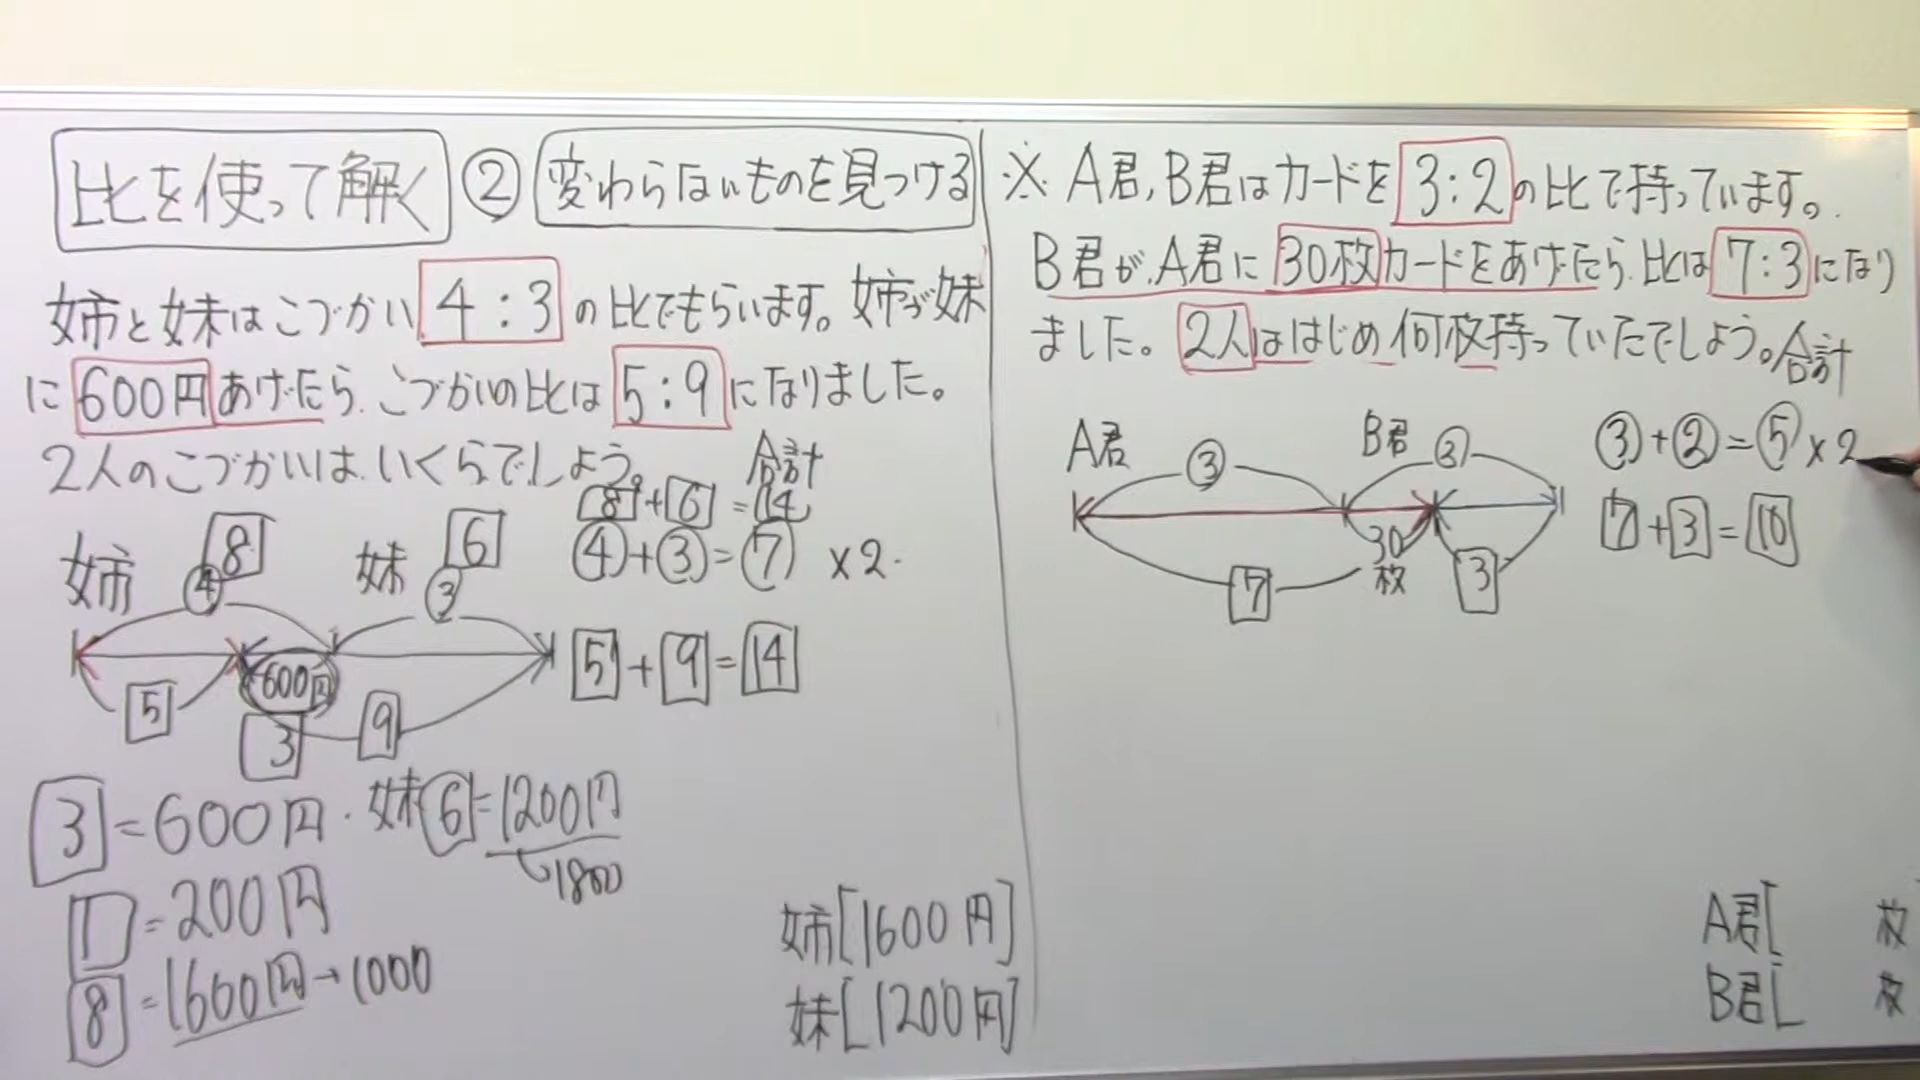 比を使って解く ② 変わらないものを見つける
姉と妹はこづかい 4:3 の比でもらいます。姉が妹
に 600円 あげたら、こづかいの比は 5:9 になりました。
2人のこづかいは、いくらでしょう。 合計
8+6=14
④+③=⑦ ×2
姉 8 妹 6
④ ③
5+9=14
600円
5 3 9
3=600円 妹6=1200円
1800
1=200円
8=1600円→1000
姉[1600円]
妹[1200円]
※ A君,B君はカードを 3:2 の比で持っています。
B君が、A君に 30枚 カードをあげたら、比は 7:3 になり
ました。2人ははじめ何枚持っていたでしょう。合計
A君 ③ B君 ②
③+②=⑤×2
7+3=10
30
枚
7 3
A君[ 枚
B君[ 枚